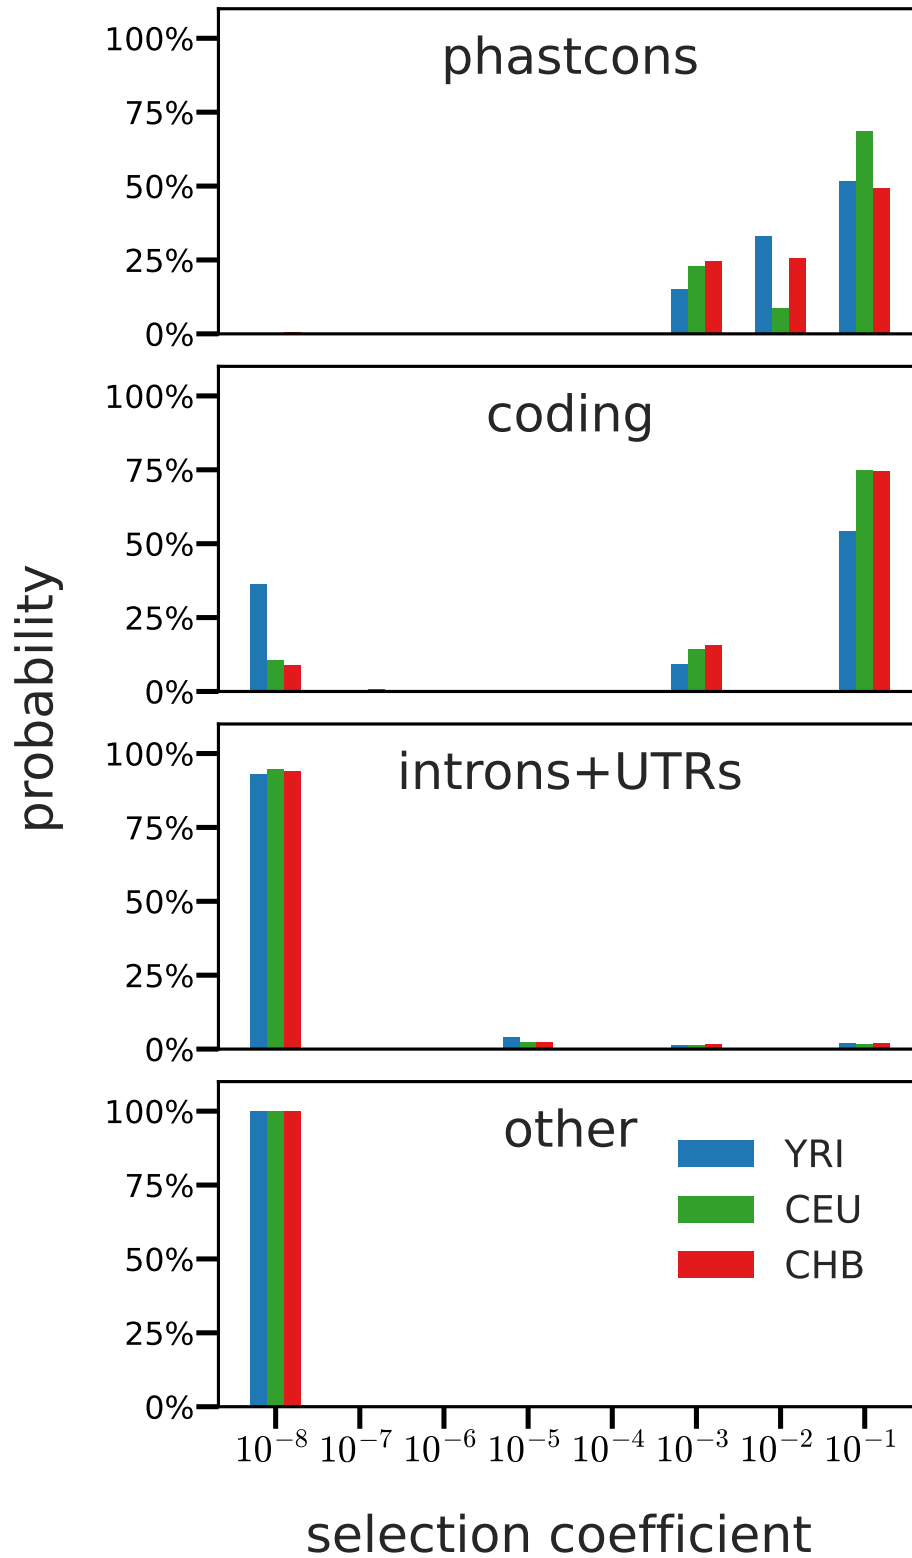 phastcons
100%
75%
50%
25%
0%
coding
100%
75%
50%
25%
0%
introns+UTRs
100%
75%
50%
25%
0%
other
100%
75%
50%
25%
0%
YRI
CEU
CHB
probability
10⁻⁸ 10⁻⁷ 10⁻⁶ 10⁻⁵ 10⁻⁴ 10⁻³ 10⁻² 10⁻¹
selection coefficient